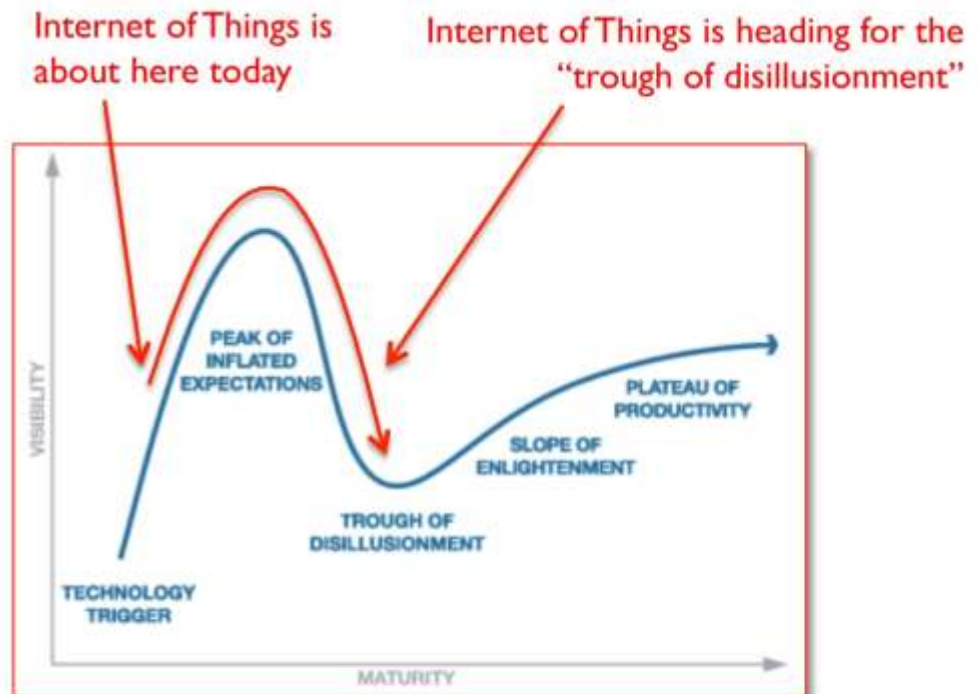 Internet of Things is
about here today
Internet of Things is heading for the
“trough of disillusionment”
VISIBILITY
PEAK OF
INFLATED
EXPECTATIONS
PLATEAU OF
PRODUCTIVITY
SLOPE OF
ENLIGHTENMENT
TROUGH OF
DISILLUSIONMENT
TECHNOLOGY
TRIGGER
MATURITY